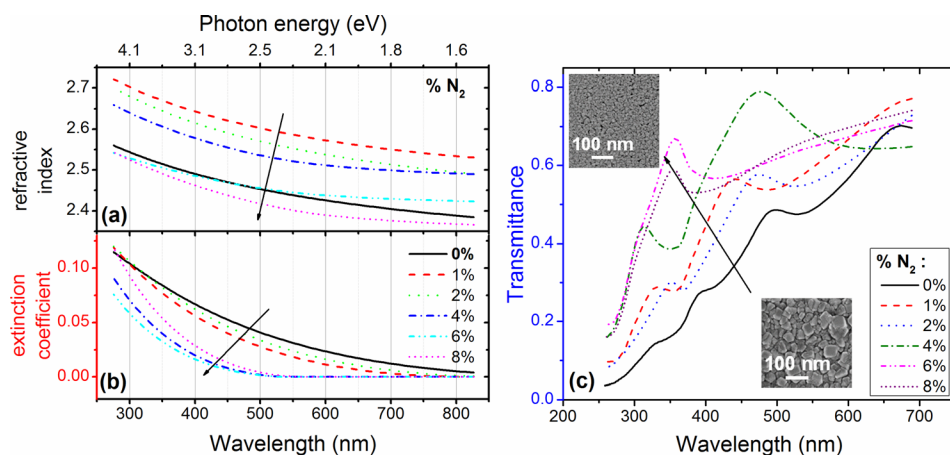 Photon energy (eV)
4.1 3.1 2.5 2.1 1.8 1.6
refractive
index
2.7
2.6
2.5
2.4
% N2
(a)
extinction
coefficient
0.10
0.05
0.00
0%
1%
2%
4%
6%
8%
(b)
300 400 500 600 700 800
Wavelength (nm)
Transmittance
0.8
0.6
0.4
0.2
0.0
100 nm
100 nm
% N2 :
0%
1%
2%
4%
6%
8%
(c)
200 300 400 500 600 700
Wavelength (nm)